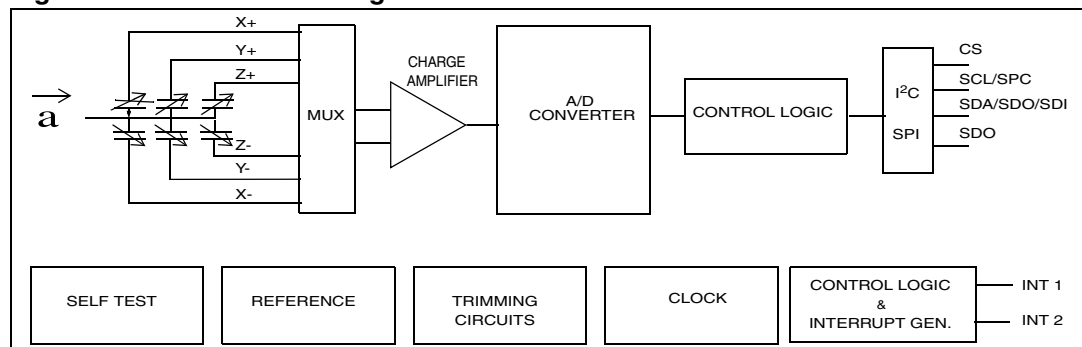 X+
Y+
Z+
CHARGE
AMPLIFIER
a
MUX
A/D
CONVERTER
CONTROL LOGIC
I²C
SPI
CS
SCL/SPC
SDA/SDO/SDI
SDO
Z-
Y-
X-
SELF TEST
REFERENCE
TRIMMING
CIRCUITS
CLOCK
CONTROL LOGIC
&
INTERRUPT GEN.
INT 1
INT 2